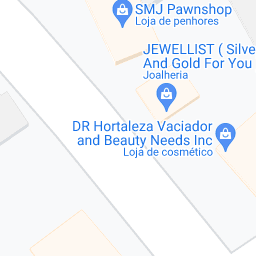 SMJ Pawnshop
Loja de penhores
JEWELLIST ( Silve
And Gold For You
Joalheria
DR Hortaleza Vaciador
and Beauty Needs Inc
Loja de cosmético